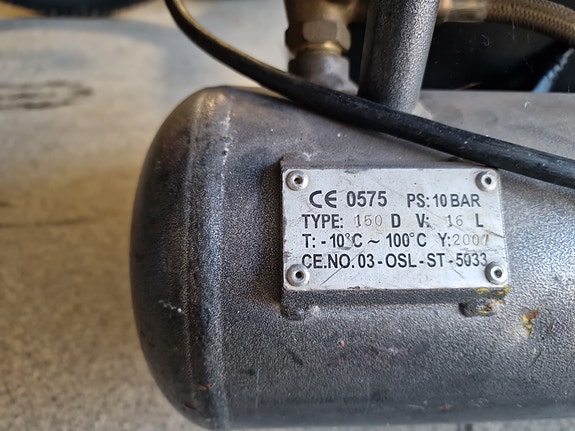 CE 0575 PS: 10 BAR
TYPE: 150 D V: 16 L
T: -10°C ~ 100°C Y: 2007
CE.NO. 03 - OSL - ST - 5033